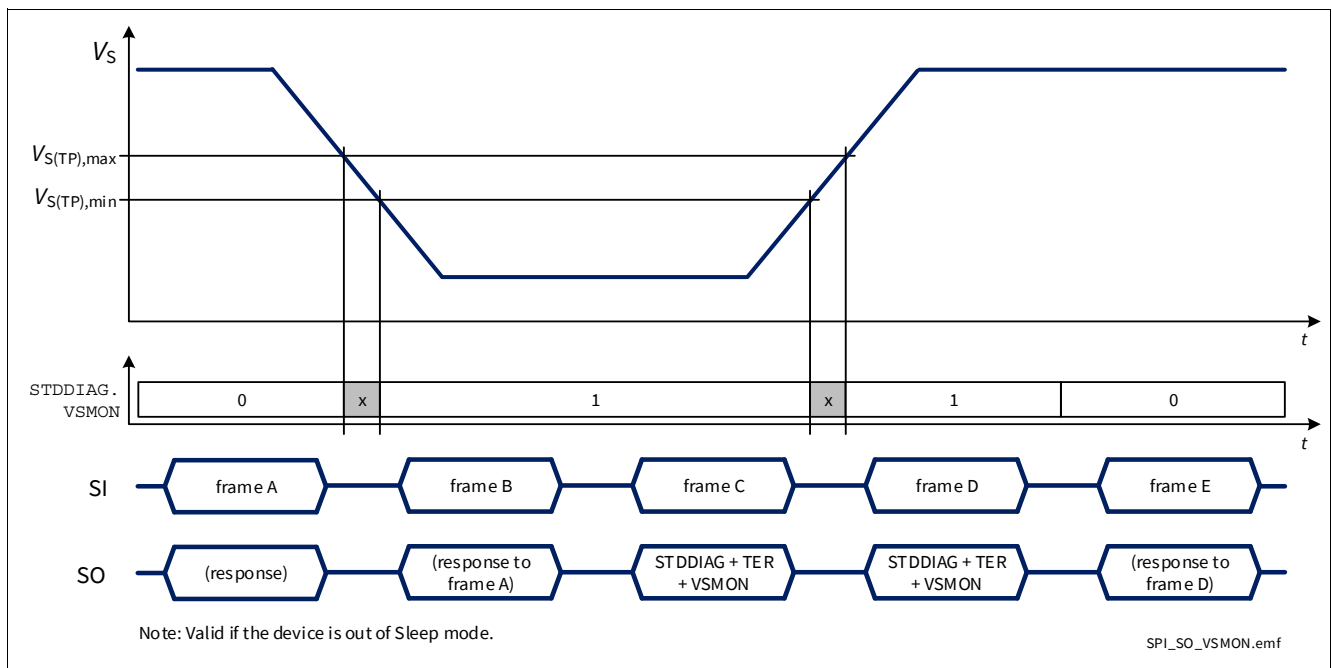 VS
VS(TP),max
VS(TP),min
t
STDDIAG.
VSMON
0
x
1
x
1
0
t
SI
frame A
frame B
frame C
frame D
frame E
SO
(response)
(response to
frame A)
STDDIAG + TER
+ VSMON
STDDIAG + TER
+ VSMON
(response to
frame D)
Note: Valid if the device is out of Sleep mode.
SPI_SO_VSMON.emf